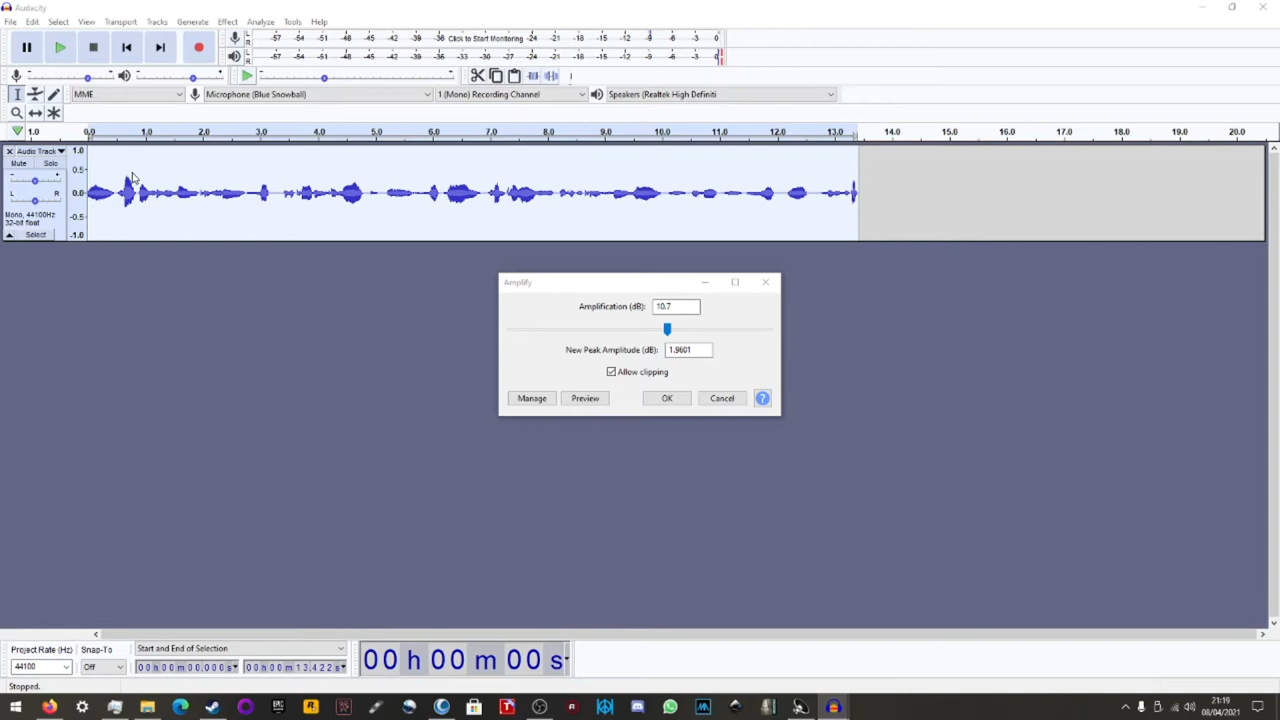 Audacity
File Edit Select View Transport Tracks Generate Effect Analyze Tools Help
L R -57 -54 -51 -48 -45 -42 -39 -36 Click to Start Monitoring -24 -21 -18 -15 -12 -9 -6 -3 0
L R -57 -54 -51 -48 -45 -42 -39 -36 -33 -30 -27 -24 -21 -18 -15 -12 -9 -6 -3 0
MME Microphone (Blue Snowball) 1 (Mono) Recording Channel Speakers (Realtek High Definiti
1.0 0.0 1.0 2.0 3.0 4.0 5.0 6.0 7.0 8.0 9.0 10.0 11.0 12.0 13.0 14.0 15.0 16.0 17.0 18.0 19.0 20.0
Audio Track 1.0
Mute Solo 0.5
- +
L R 0.0
Mono, 44100Hz -0.5
32-bit float
Select -1.0
Amplify
Amplification (dB): 10.7
New Peak Amplitude (dB): 1.9601
Allow clipping
Manage Preview OK Cancel ?
Project Rate (Hz) Snap-To Start and End of Selection
44100 Off 00h00m00.000s 00h00m13.422s 00h00m00s
Stopped.
21:19
08/04/2021